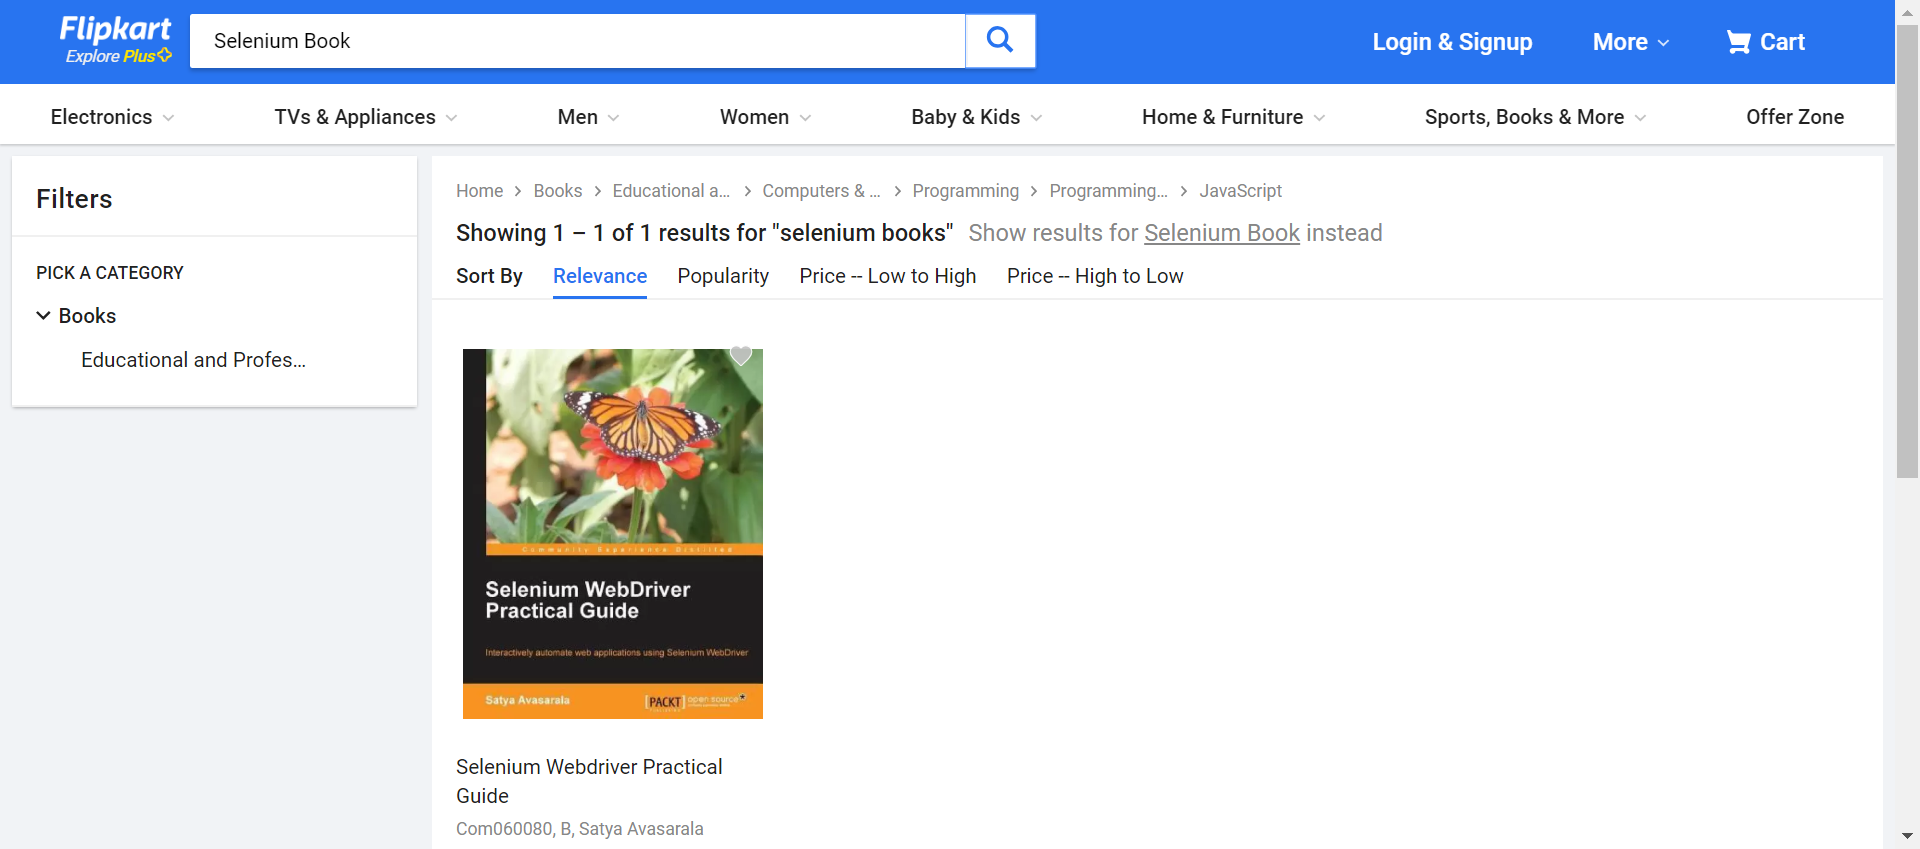 Flipkart
Explore Plus
Selenium Book
Login & Signup
More
Cart
Electronics
TVs & Appliances
Men
Women
Baby & Kids
Home & Furniture
Sports, Books & More
Offer Zone
Filters
PICK A CATEGORY
Books
Educational and Profes...
Home > Books > Educational a... > Computers & ... > Programming > Programming... > JavaScript
Showing 1 – 1 of 1 results for "selenium books" Show results for Selenium Book instead
Sort By Relevance Popularity Price -- Low to High Price -- High to Low
Community Experience Distilled
Selenium WebDriver
Practical Guide
Interactively automate web applications using Selenium WebDriver
Satya Avasarala
[PACKT] open source*
Selenium Webdriver Practical
Guide
Com060080, B, Satya Avasarala